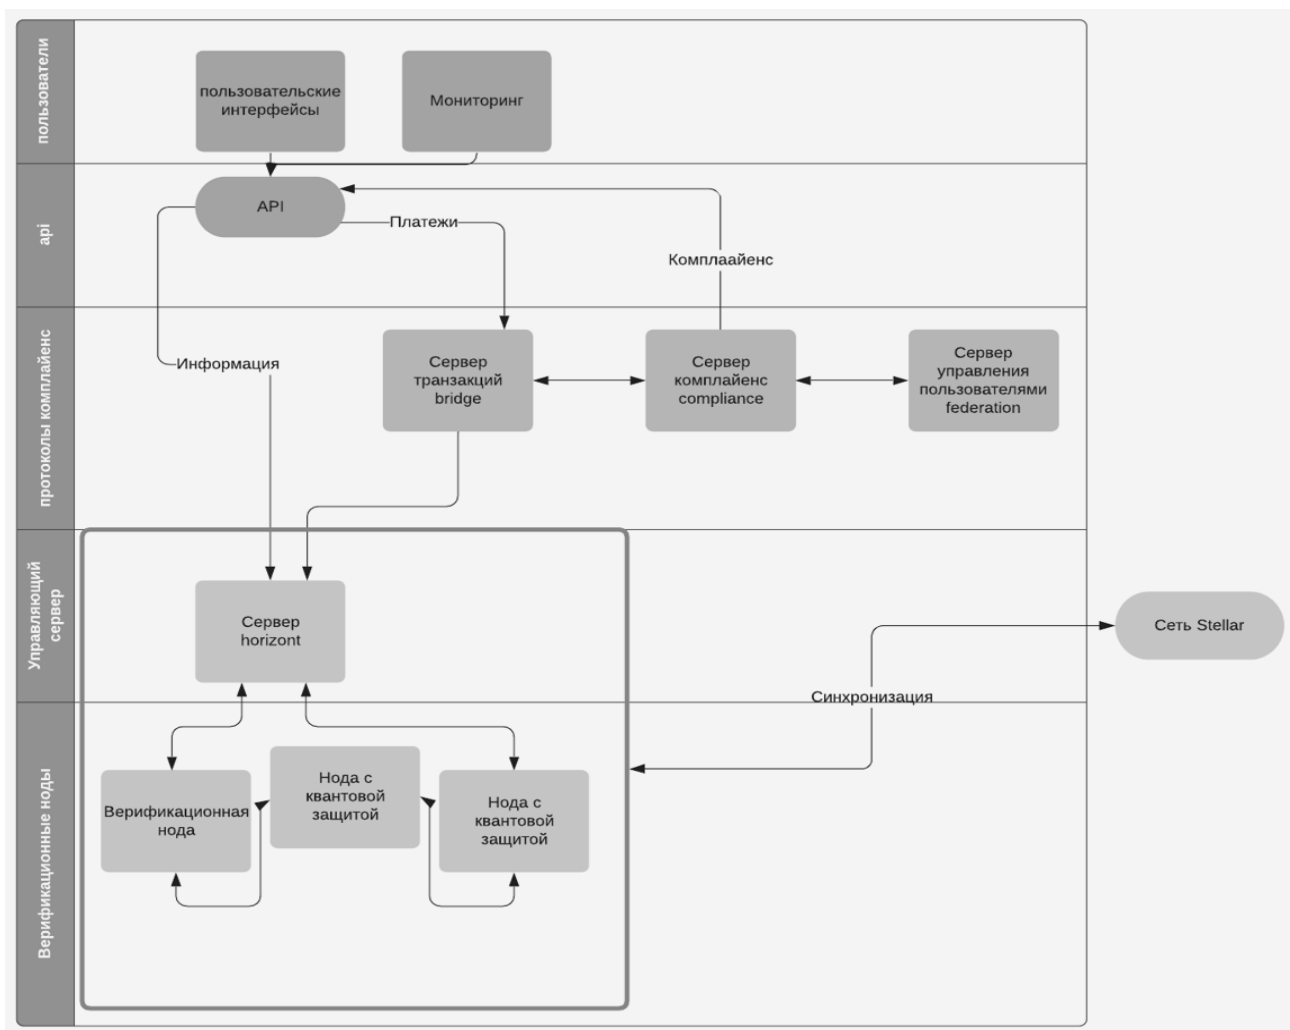 пользователи
пользовательские
интерфейсы
Мониторинг
api
API
Платежи
Комплаайенс
протоколы комплайенс
Информация
Сервер
транзакций
bridge
Сервер
комплайенс
compliance
Сервер
управления
пользователями
federation
Управляющий
сервер
Сервер
horizont
Сеть Stellar
Синхронизация
Верификационные ноды
Верификационная
нода
Нода с
квантовой
защитой
Нода с
квантовой
защитой